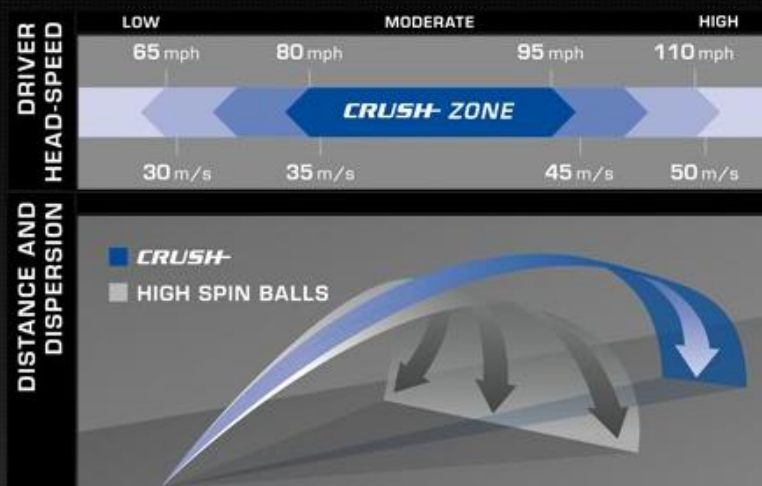 DRIVER
HEAD-SPEED
LOW MODERATE HIGH
65 mph 80 mph 95 mph 110 mph
CRUSH ZONE
30 m/s 35 m/s 45 m/s 50 m/s
DISTANCE AND
DISPERSION
CRUSH
HIGH SPIN BALLS